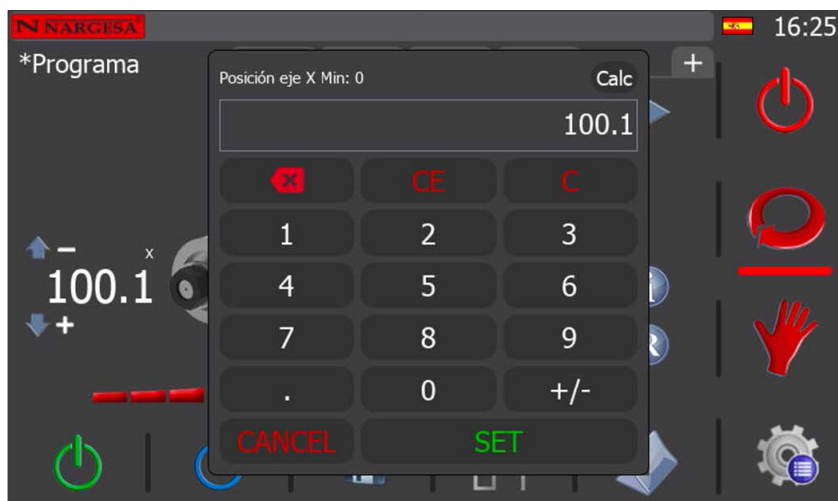 N NARGESA
16:25
*Programa
+
Posición eje X Min: 0
Calc
100.1
CE
C
1
2
3
x
100.1
4
5
6
7
8
9
.
0
+/-
CANCEL
SET